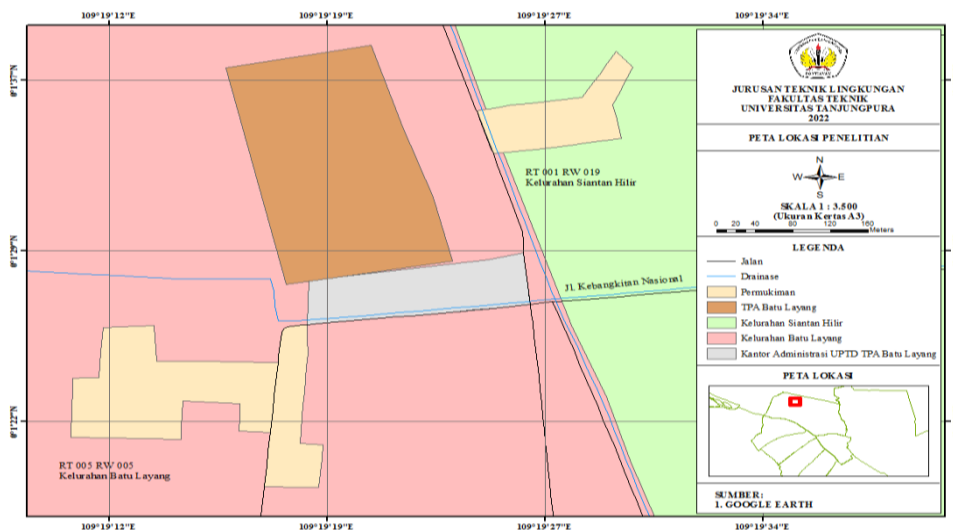 109°19'12"E 109°19'19"E 109°19'27"E 109°19'34"E
0°1'37"N
0°1'29"N
0°1'22"N
RT 001 RW 019
Kelurahan Siantan Hilir
Jl. Kebangkitan Nasional
RT 005 RW 005
Kelurahan Batu Layang
109°19'12"E 109°19'19"E 109°19'27"E 109°19'34"E
JURUSAN TEKNIK LINGKUNGAN
FAKULTAS TEKNIK
UNIVERSITAS TANJUNGPURA
2022
PETA LOKASI PENELITIAN
N
W E
S
SKALA 1 : 3.500
(Ukuran Kertas A3)
0 20 40 80 120 160
Meters
LEGENDA
Jalan
Drainase
Permukiman
TPA Batu Layang
Kelurahan Siantan Hilir
Kelurahan Batu Layang
Kantor Administrasi UPTD TPA Batu Layang
PETA LOKASI
SUMBER:
1. GOOGLE EARTH